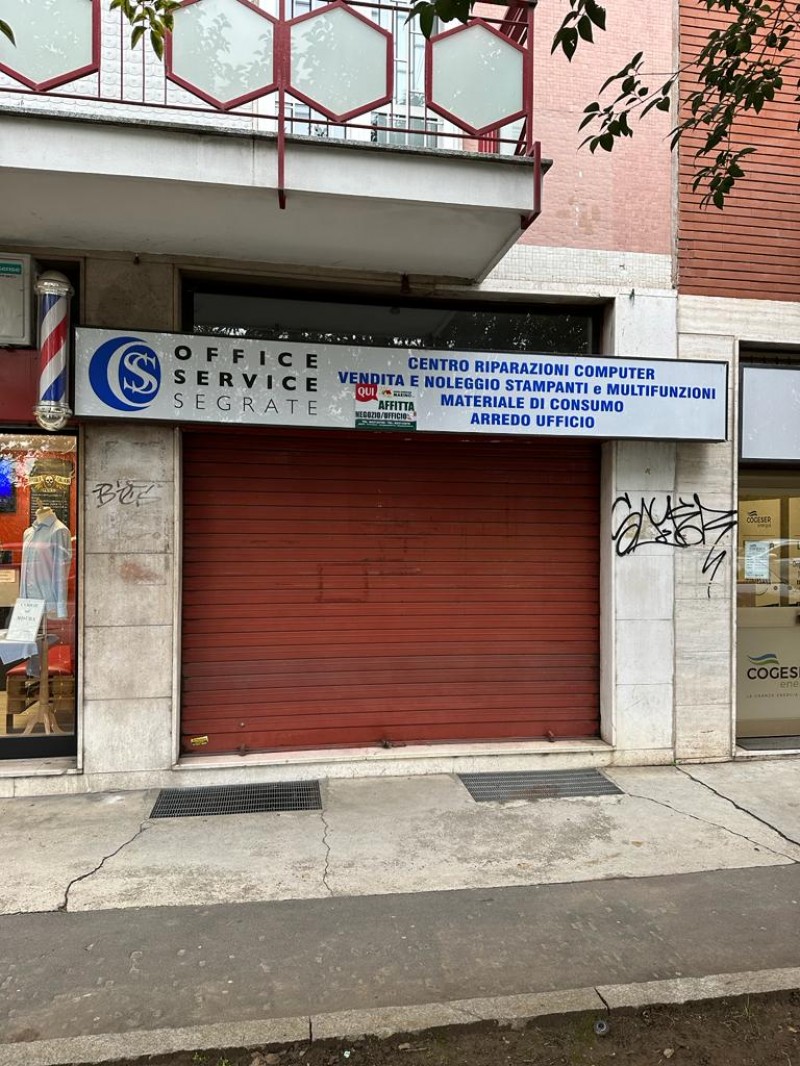 OFFICE
SERVICE
SEGRATE
CENTRO RIPARAZIONI COMPUTER
VENDITA E NOLEGGIO STAMPANTI e MULTIFUNZIONI
MATERIALE DI CONSUMO
ARREDO UFFICIO
QUI
AFFITTA
NEGOZIO/UFFICIO
COGESER
COGESER